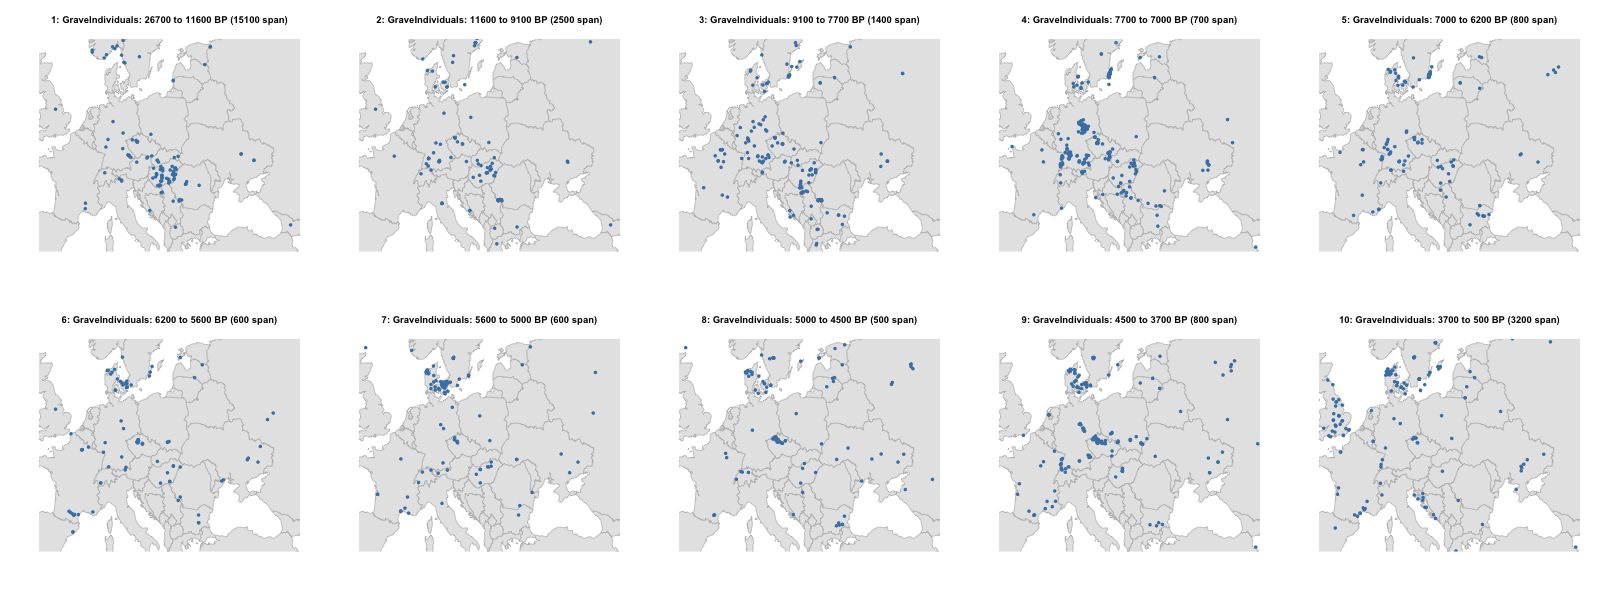 1: GraveIndividuals: 26700 to 11600 BP (15100 span)
2: GraveIndividuals: 11600 to 9100 BP (2500 span)
3: GraveIndividuals: 9100 to 7700 BP (1400 span)
4: GraveIndividuals: 7700 to 7000 BP (700 span)
5: GraveIndividuals: 7000 to 6200 BP (800 span)
6: GraveIndividuals: 6200 to 5600 BP (600 span)
7: GraveIndividuals: 5600 to 5000 BP (600 span)
8: GraveIndividuals: 5000 to 4500 BP (500 span)
9: GraveIndividuals: 4500 to 3700 BP (800 span)
10: GraveIndividuals: 3700 to 500 BP (3200 span)